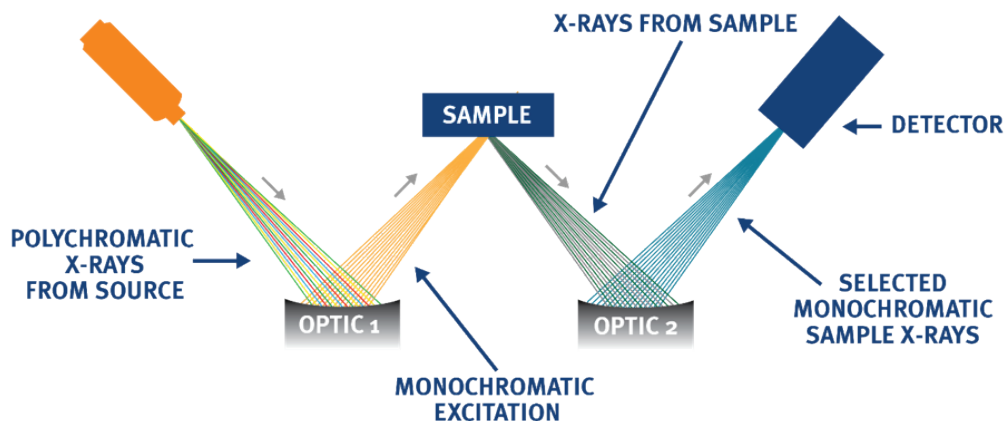 X-RAYS FROM SAMPLE
SAMPLE
DETECTOR
POLYCHROMATIC
X-RAYS
FROM SOURCE
OPTIC 1
OPTIC 2
SELECTED
MONOCHROMATIC
SAMPLE X-RAYS
MONOCHROMATIC
EXCITATION